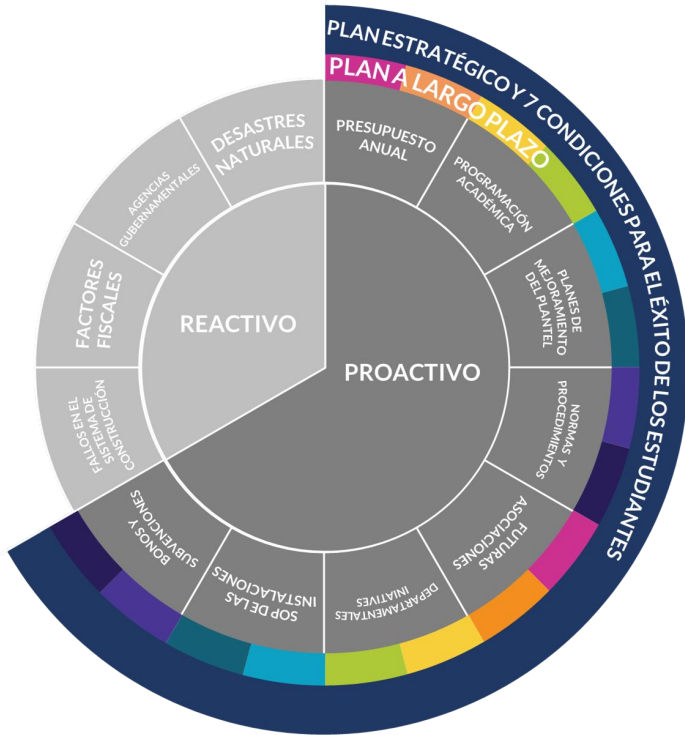 PLAN ESTRATÉGICO Y 7 CONDICIONES PARA EL ÉXITO DE LOS ESTUDIANTES
PLAN A LARGO PLAZO
PRESUPUESTO
ANUAL
PROGRAMACIÓN
ACADÉMICA
PLANES DE
MEJORAMIENTO
DEL PLANTEL
NORMAS Y
PROCEDIMIENTOS
FUTURAS
ASOCIACIONES
DEPARTAMENTALES
INIATIVES
SOP DE LAS
INSTALACIONES
BONOS Y
SUBVENCIONES
FALLOS EN EL
SISTEMA DE
CONSTRUCCIÓN
FACTORES
FISCALES
AGENCIAS
GUBERNAMENTALES
DESASTRES
NATURALES
REACTIVO
PROACTIVO